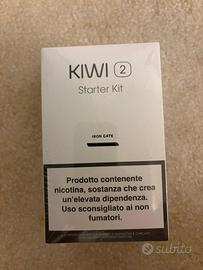 KIWI 2
Starter Kit
IRON GATE
Prodotto contenente
nicotina, sostanza che crea
un'elevata dipendenza.
Uso sconsigliato ai non
fumatori.
subito